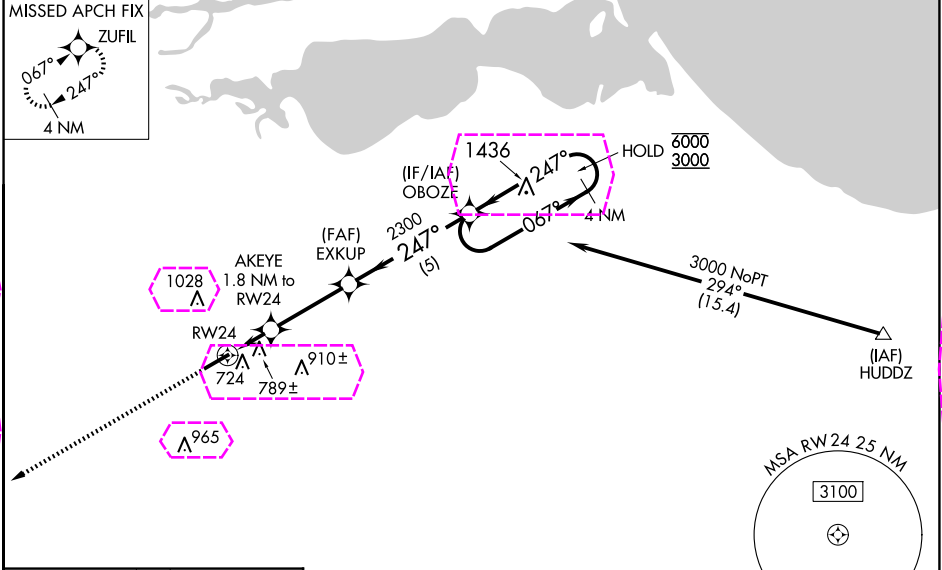 MISSED APCH FIX
ZUFIL
067°
247°
4 NM
1436
HOLD 6000
3000
247°
(IF/IAF)
OBOZE
067°
4 NM
2300
247°
(5)
(FAF)
EXKUP
3000 NoPT
294°
(15.4)
AKEYE
1.8 NM to
RW24
1028
RW24
(IAF)
HUDDZ
724
789±
910±
965
MSA RW 24 25 NM
3100